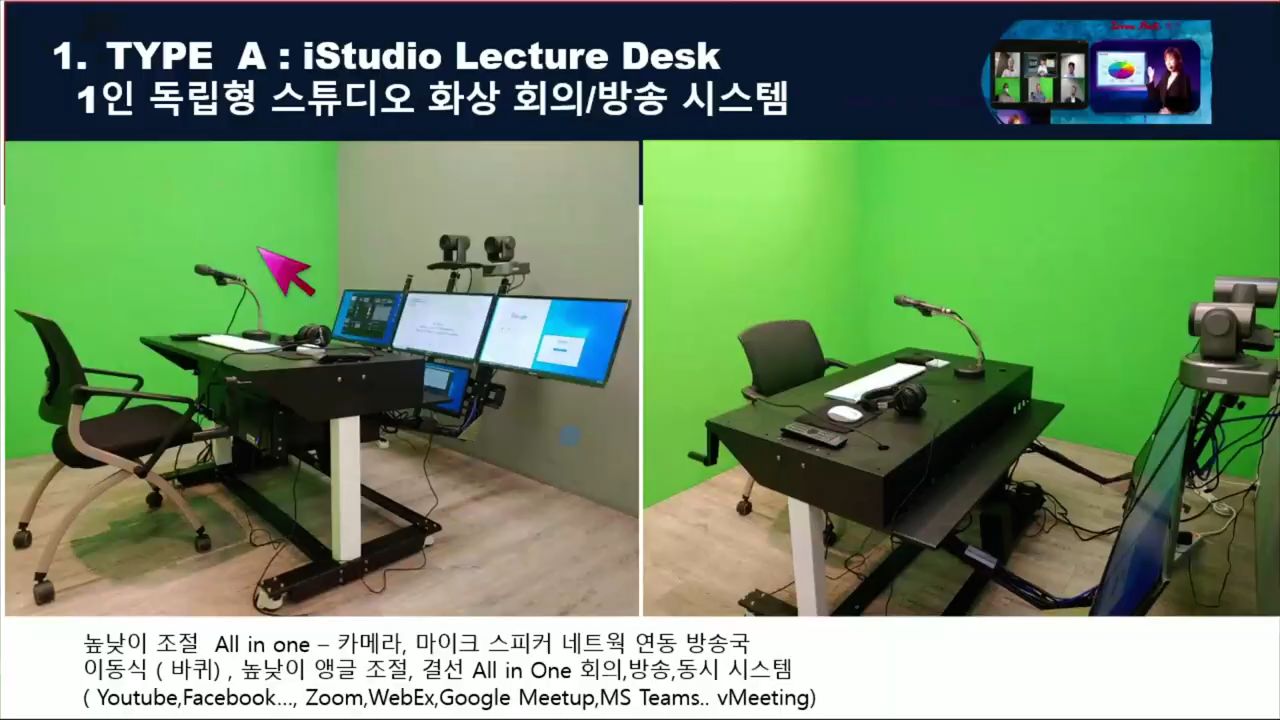 1. TYPE A : iStudio Lecture Desk
1인 독립형 스튜디오 화상 회의/방송 시스템
높낮이 조절 All in one – 카메라, 마이크 스피커 네트웍 연동 방송국
이동식 ( 바퀴) , 높낮이 앵글 조절, 결선 All in One 회의,방송,동시 시스템
( Youtube,Facebook..., Zoom,WebEx,Google Meetup,MS Teams.. vMeeting)